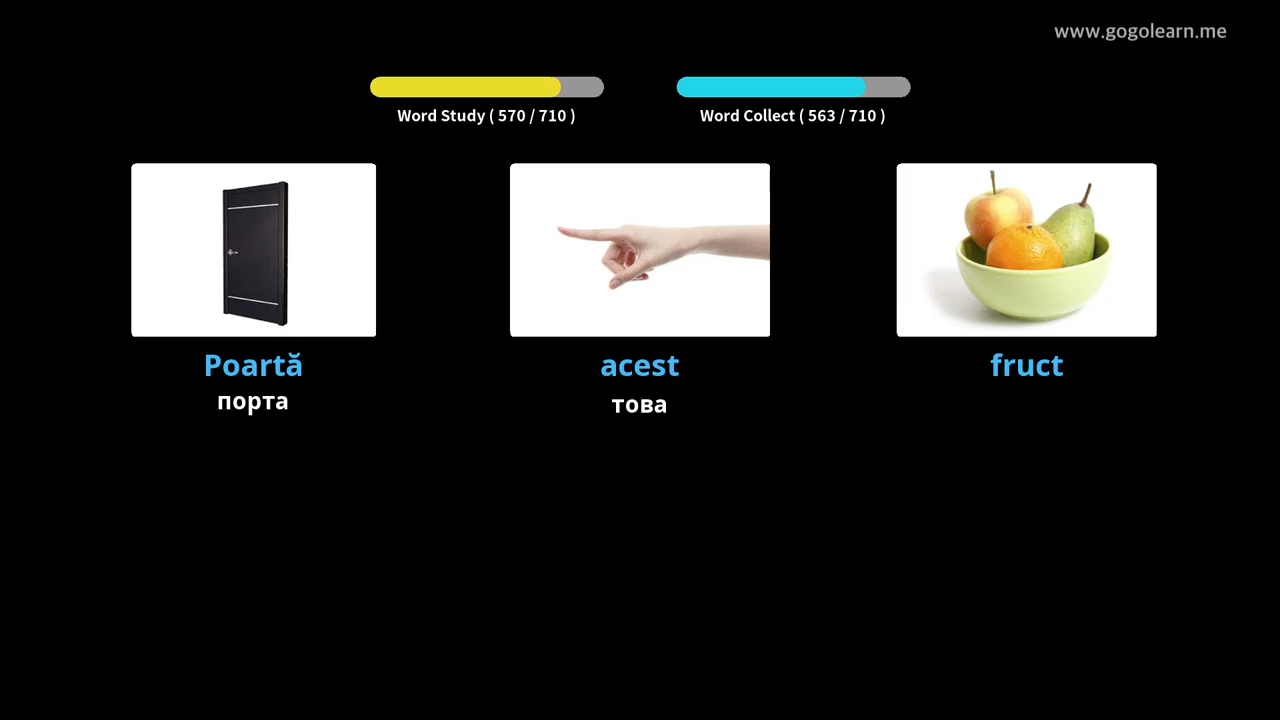 www.gogolearn.me
Word Study ( 570 / 710 )
Word Collect ( 563 / 710 )
Poartă
acest
fruct
порта
това